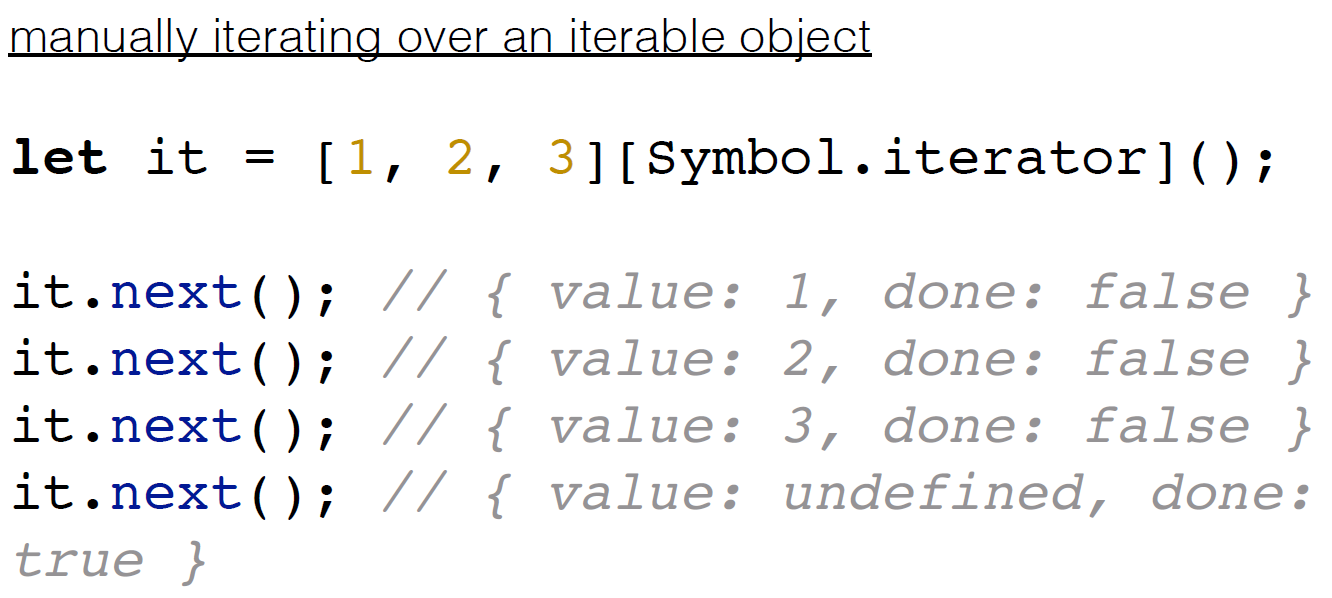 manually iterating over an iterable object
let it = [1, 2, 3][Symbol.iterator]();
it.next(); // { value: 1, done: false }
it.next(); // { value: 2, done: false }
it.next(); // { value: 3, done: false }
it.next(); // { value: undefined, done:
true }